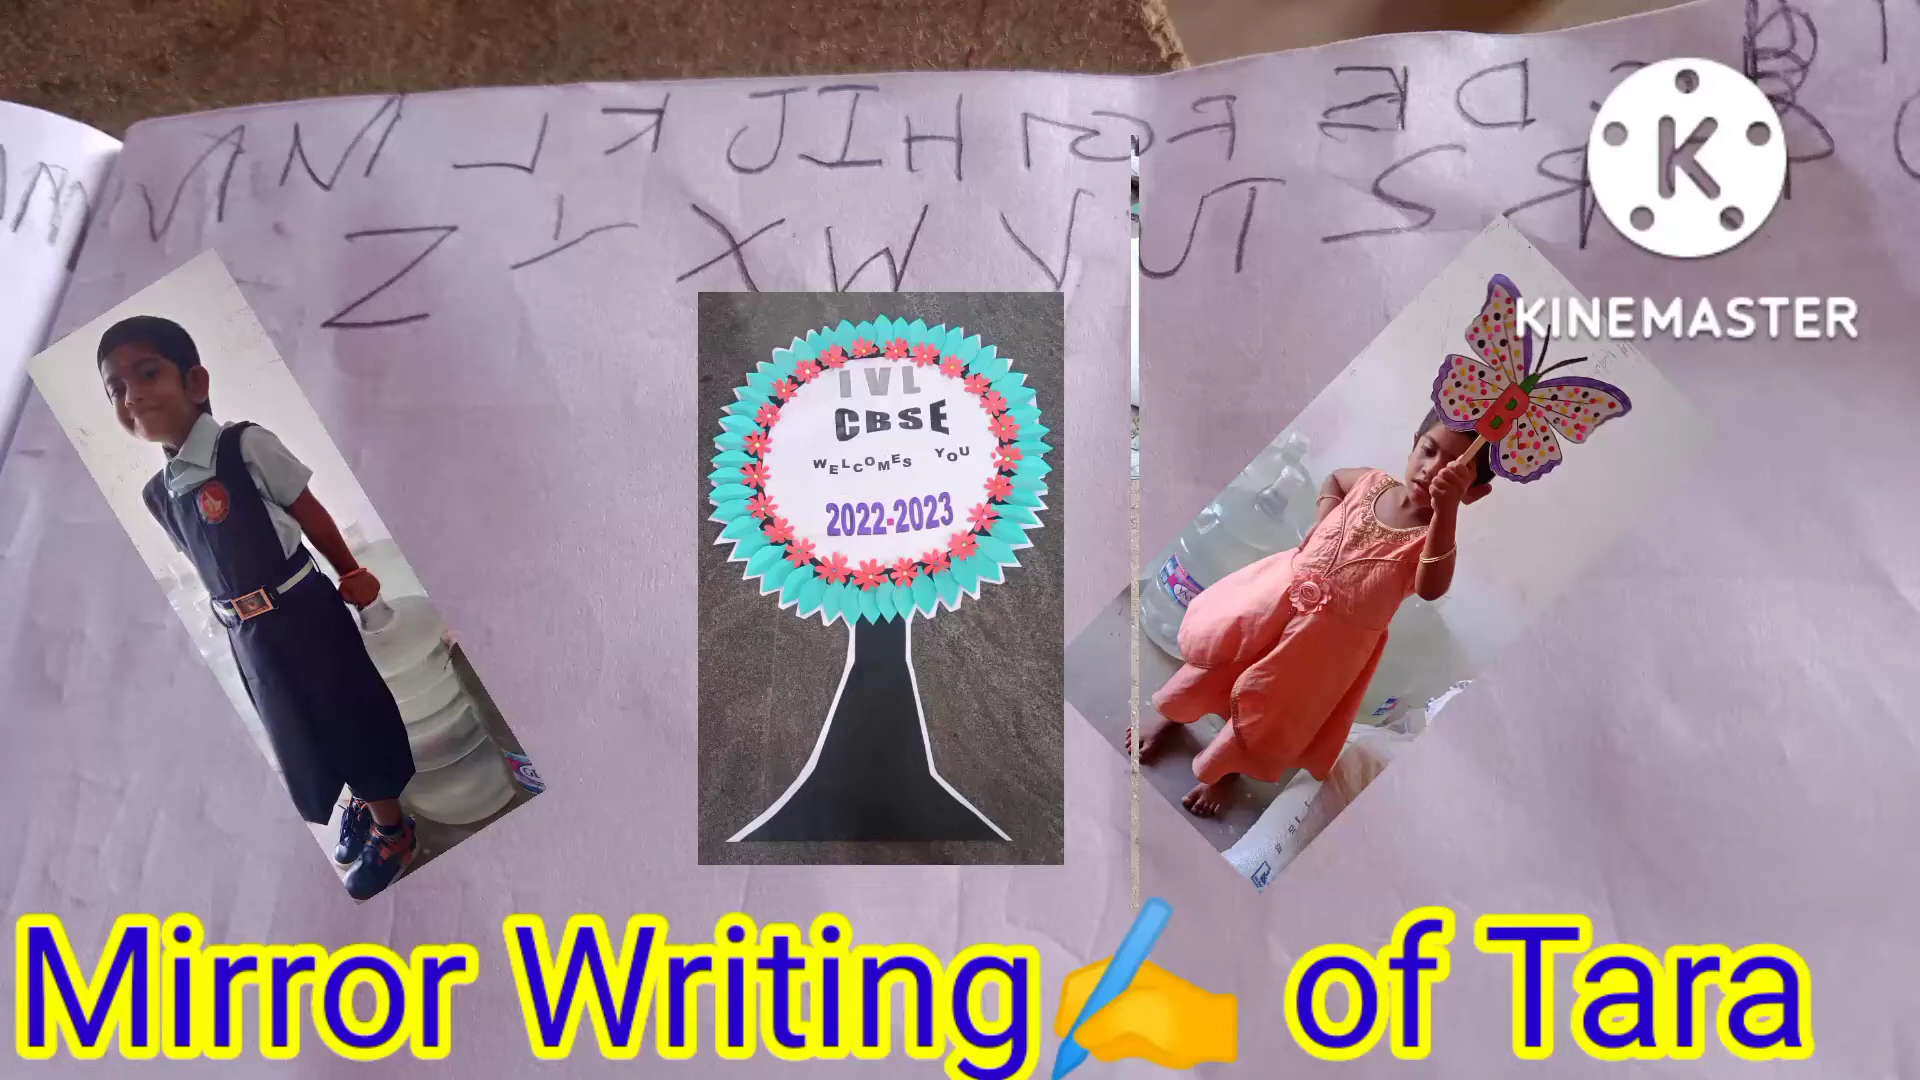 D E F G H I J K L M N
R S T U V W X Y Z
KINEMASTER
IVL
CBSE
WELCOMES YOU
2022-2023
Mirror Writing✍ of Tara